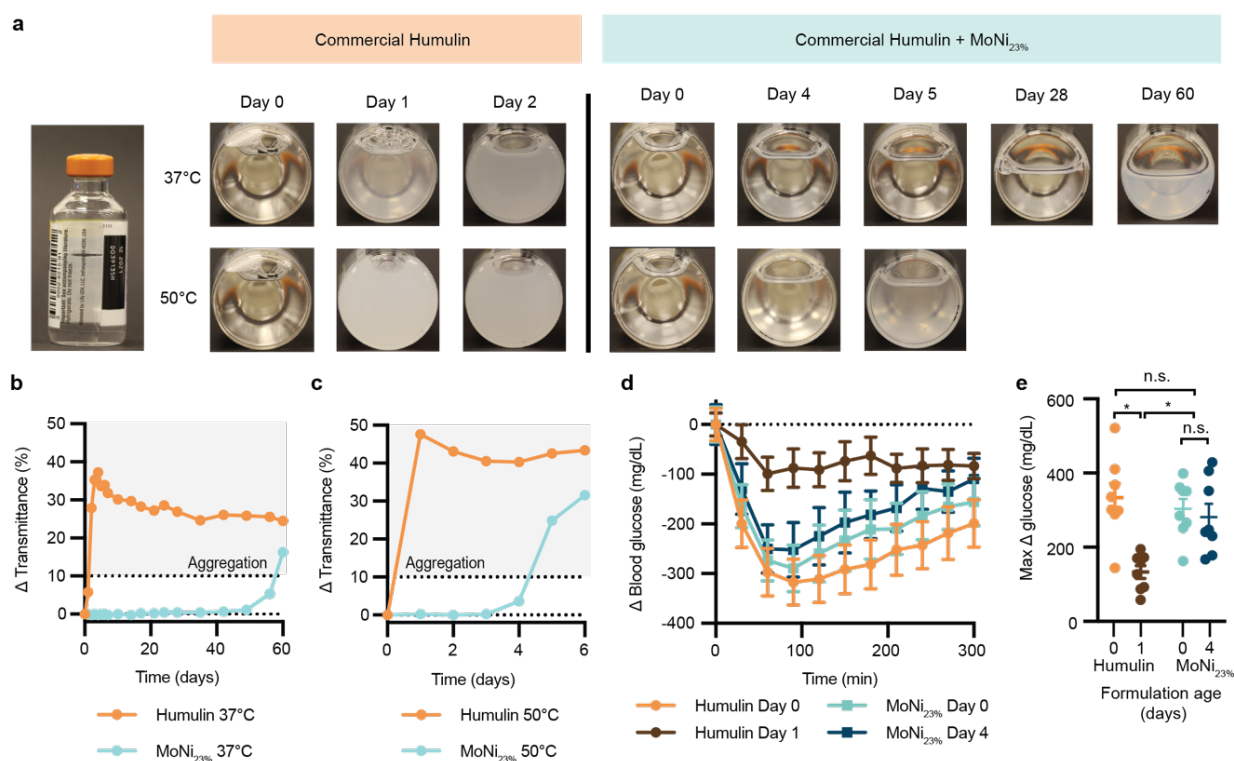 a
Commercial Humulin
Commercial Humulin + MoNi23%
Day 0
Day 1
Day 2
Day 0
Day 4
Day 5
Day 28
Day 60
37°C
50°C
b
Δ Transmittance (%)
50
40
30
20
10
0
Aggregation
0
20
40
60
Time (days)
Humulin 37°C
MoNi23% 37°C
c
Δ Transmittance (%)
50
40
30
20
10
0
Aggregation
0
2
4
6
Time (days)
Humulin 50°C
MoNi23% 50°C
d
Δ Blood glucose (mg/dL)
0
-100
-200
-300
-400
0
100
200
300
Time (min)
Humulin Day 0
Humulin Day 1
MoNi23% Day 0
MoNi23% Day 4
e
n.s.
*
*
n.s.
Max Δ glucose (mg/dL)
600
400
200
0
0 1
0 4
Humulin
MoNi23%
Formulation age
(days)